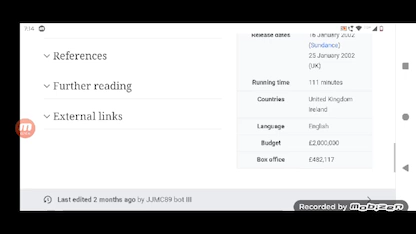 7:14
References
Further reading
External links
Release dates
16 January 2002
(Sundance)
25 January 2002
(UK)
Running time
111 minutes
Countries
United Kingdom
Ireland
Language
English
Budget
£2,000,000
Box office
£482,117
Last edited 2 months ago by JJMC89 bot III
Recorded by Mobizen